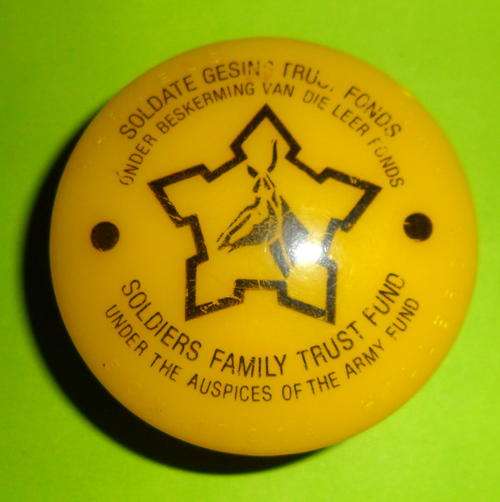 SOLDATE GESINS TRUST FONDS
ONDER BESKERMING VAN DIE LEER FONDS
SOLDIERS FAMILY TRUST FUND
UNDER THE AUSPICES OF THE ARMY FUND